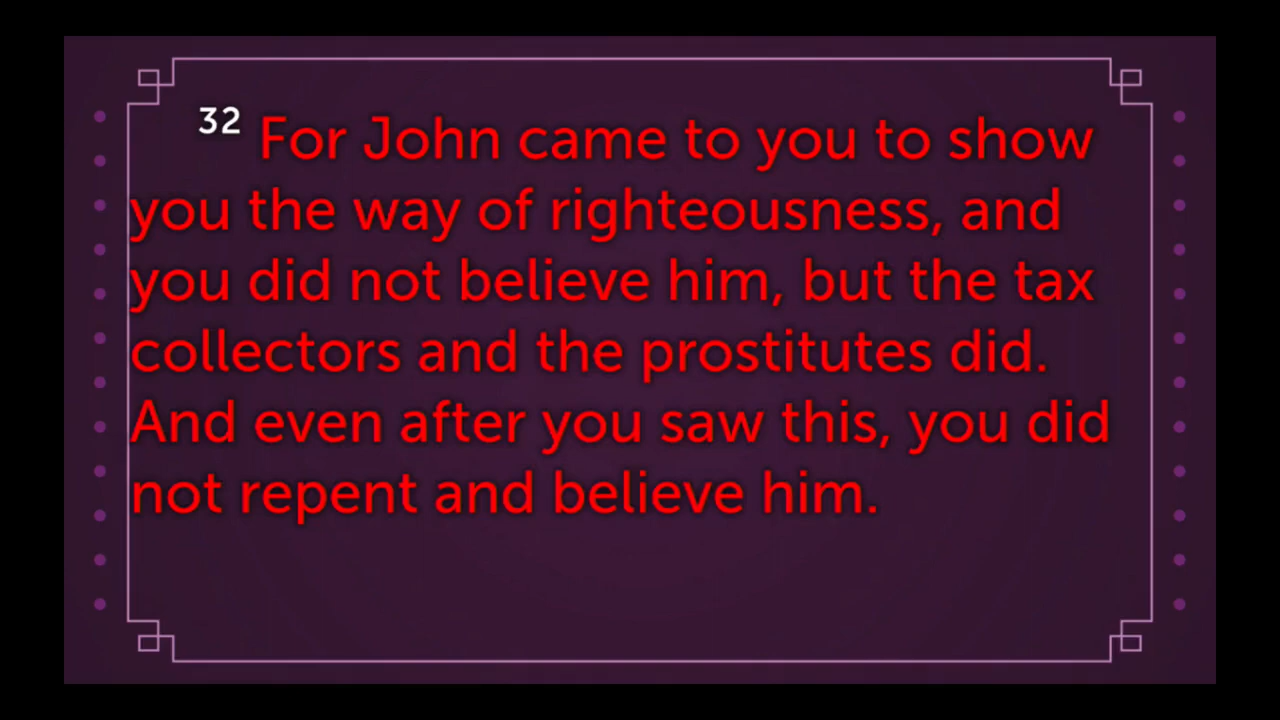 32 For John came to you to show
you the way of righteousness, and
you did not believe him, but the tax
collectors and the prostitutes did.
And even after you saw this, you did
not repent and believe him.